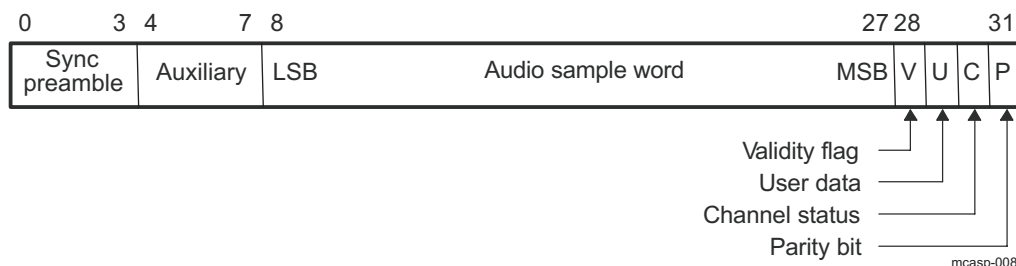 0 3 4 7 8 27 28 31
Sync preamble Auxiliary LSB Audio sample word MSB V U C P
Validity flag
User data
Channel status
Parity bit
mcasp-008